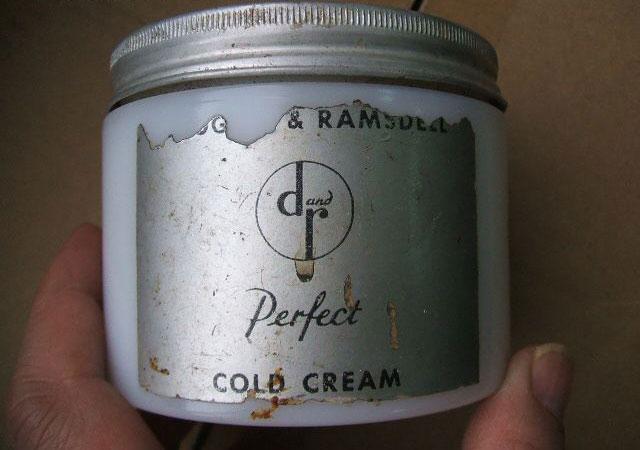 & RAMSDELL
d and r
Perfect
COLD CREAM